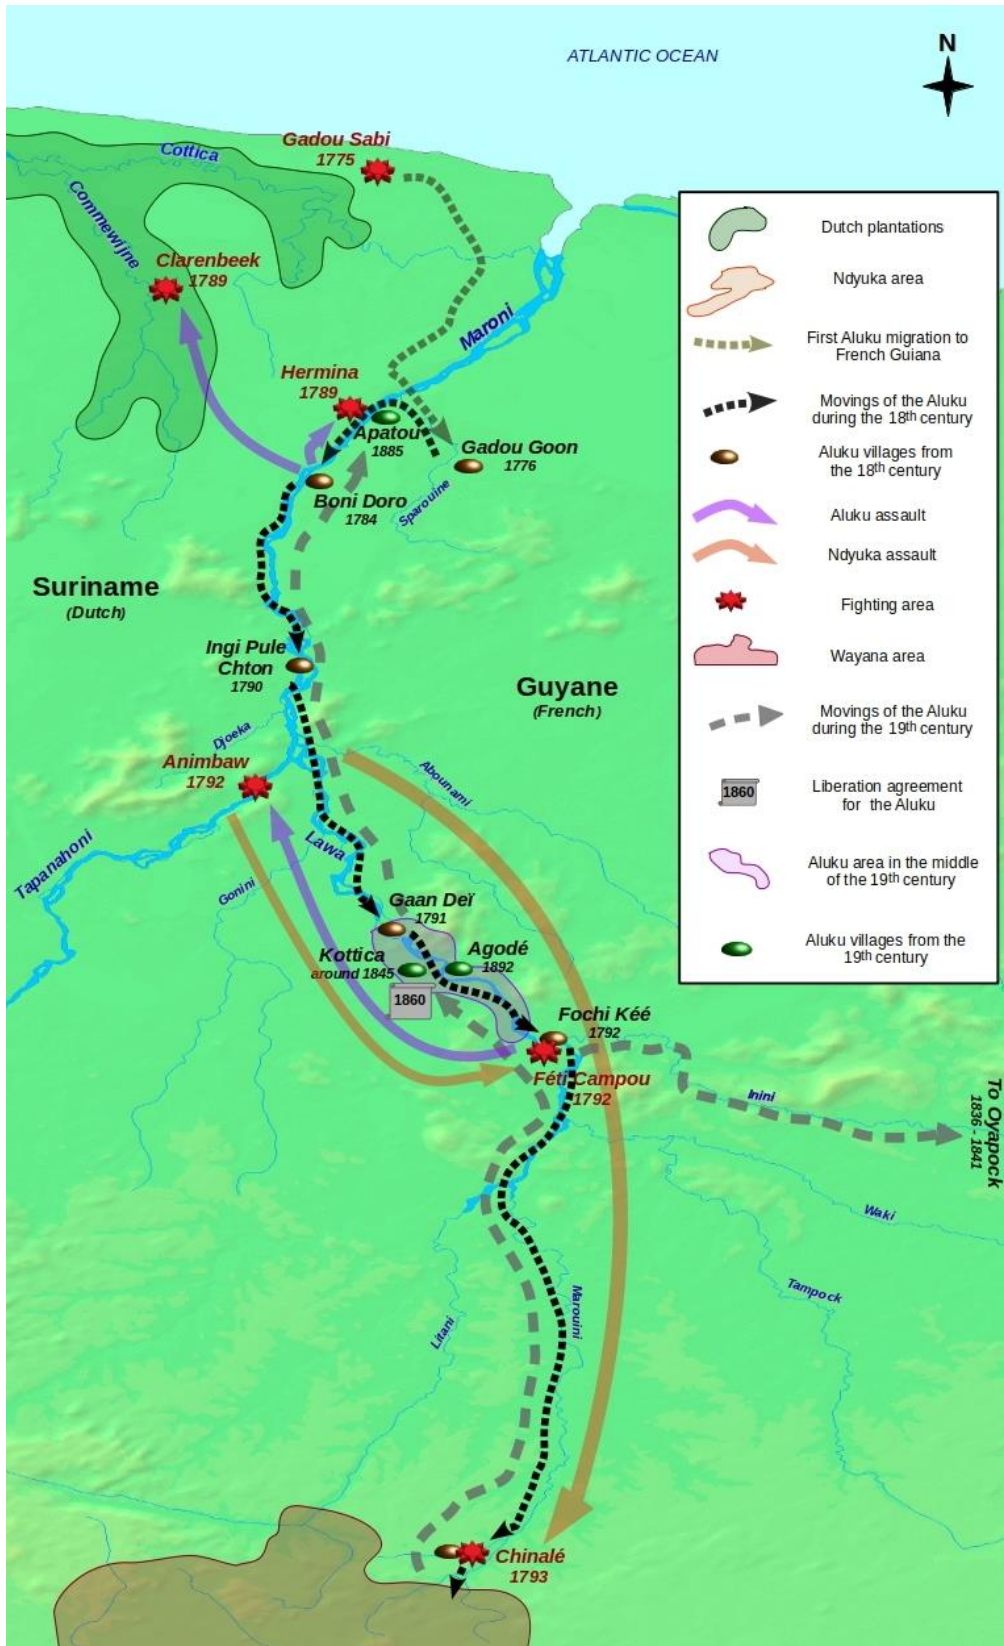 ATLANTIC OCEAN
N
Gadou Sabi
1775
Cottica
Commewijne
Clarenbeek
1789
Maroni
Hermina
1789
Apatou
1885
Gadou Goon
1776
Boni Doro
1784
Sparouine
Suriname
(Dutch)
Ingi Pule
Chton
1790
Guyane
(French)
Djoeka
Animbaw
1792
Abounami
Tapanahoni
Lawa
Gonini
Gaan Deï
1791
Kottica
around 1845
Agodé
1892
1860
Fochi Kéé
1792
Féti Campou
1792
Inini
To Oyapock
1836 - 1841
Waki
Tampock
Marouini
Litani
Chinalé
1793
Dutch plantations
Ndyuka area
First Aluku migration to
French Guiana
Movings of the Aluku
during the 18th century
Aluku villages from
the 18th century
Aluku assault
Ndyuka assault
Fighting area
Wayana area
Movings of the Aluku
during the 19th century
1860
Liberation agreement
for the Aluku
Aluku area in the middle
of the 19th century
Aluku villages from the
19th century